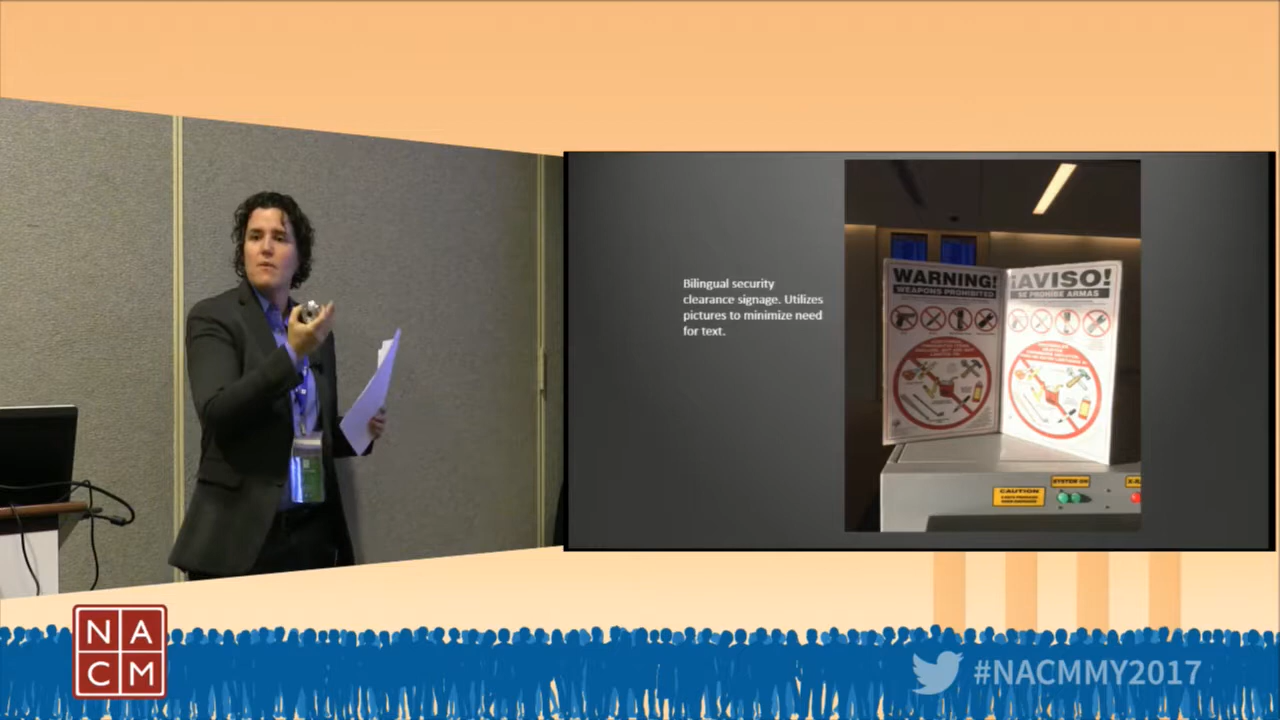 Bilingual security
clearance signage. Utilizes
pictures to minimize need
for text.
WARNING!
WEAPONS PROHIBITED
¡AVISO!
SE PROHIBE ARMAS
CAUTION
SYSTEM ON
N A
C M
#NACMMY2017